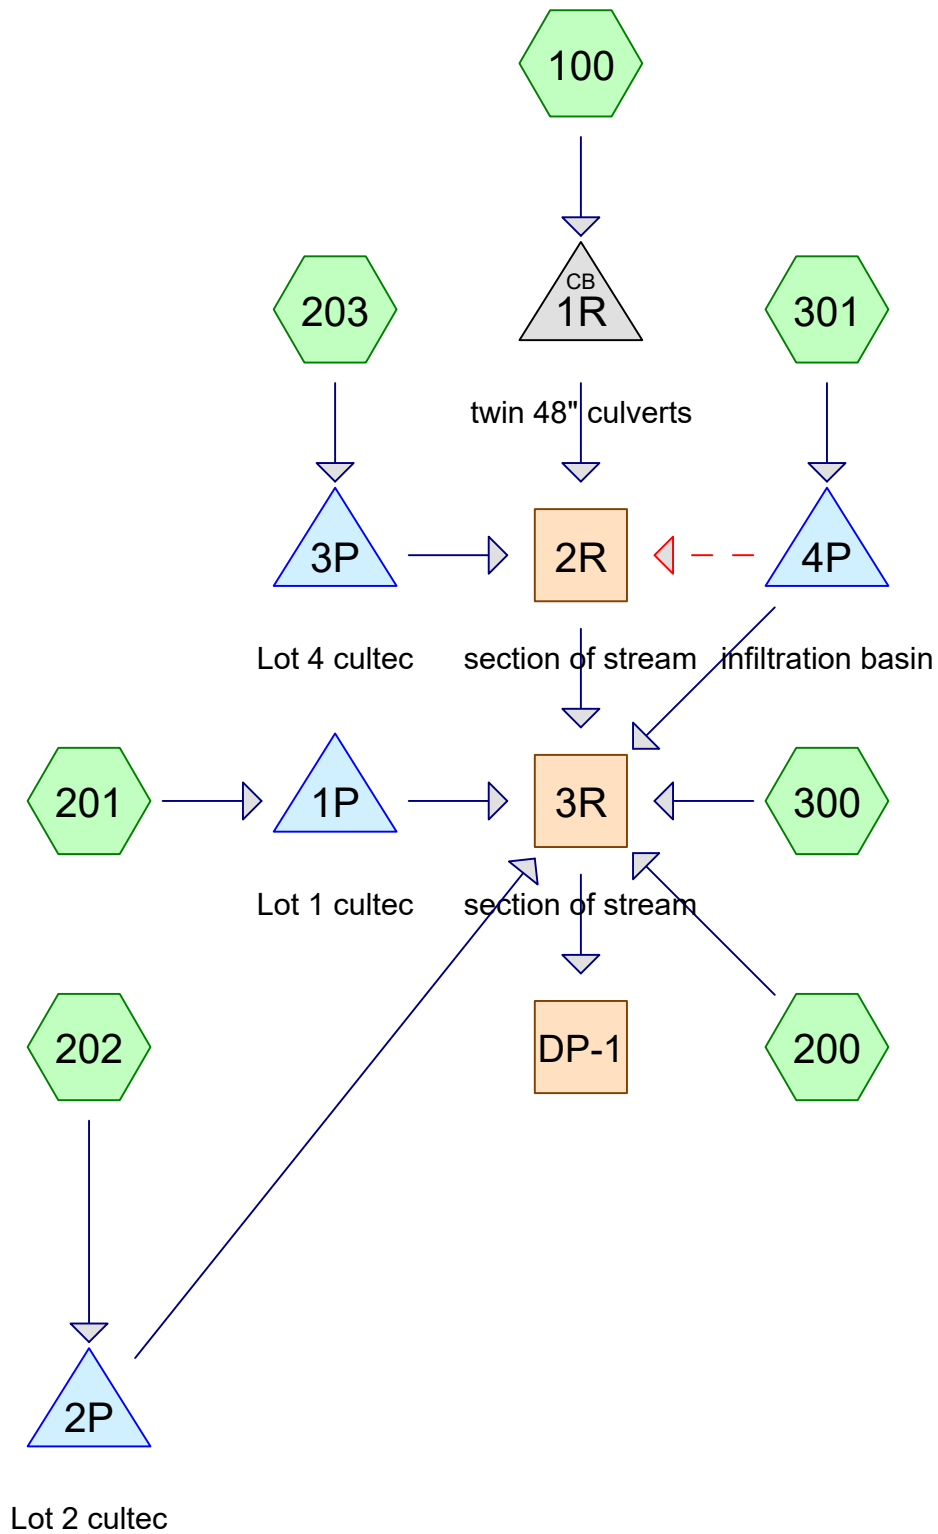 100
CB
1R
203
301
twin 48" culverts
3P
2R
4P
Lot 4 cultec
section of stream
infiltration basin
201
1P
3R
300
Lot 1 cultec
section of stream
202
DP-1
200
2P
Lot 2 cultec